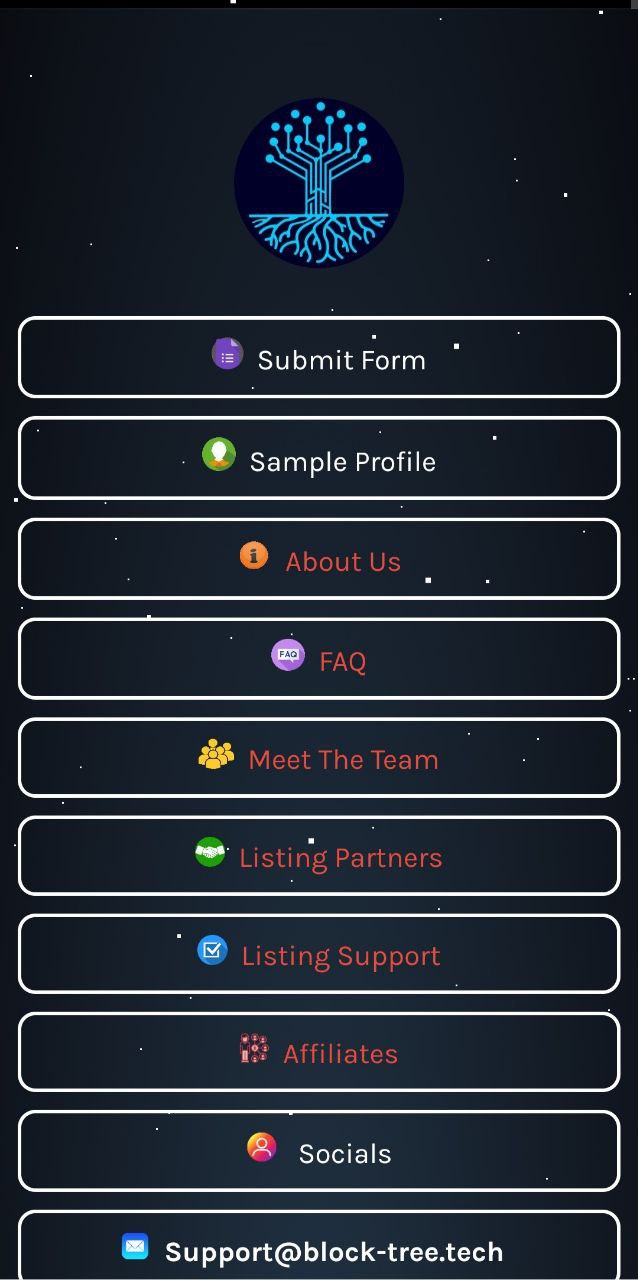 Submit Form
Sample Profile
About Us
FAQ
FAQ
Meet The Team
Listing Partners
Listing Support
Affiliates
Socials
Support@block-tree.tech